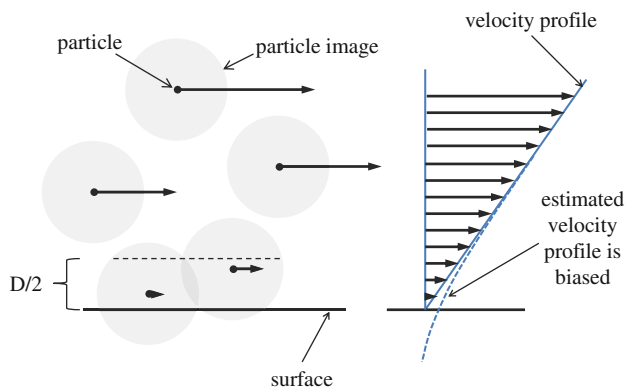 particle
particle image
velocity profile
estimated
velocity
profile is
biased
D/2
surface